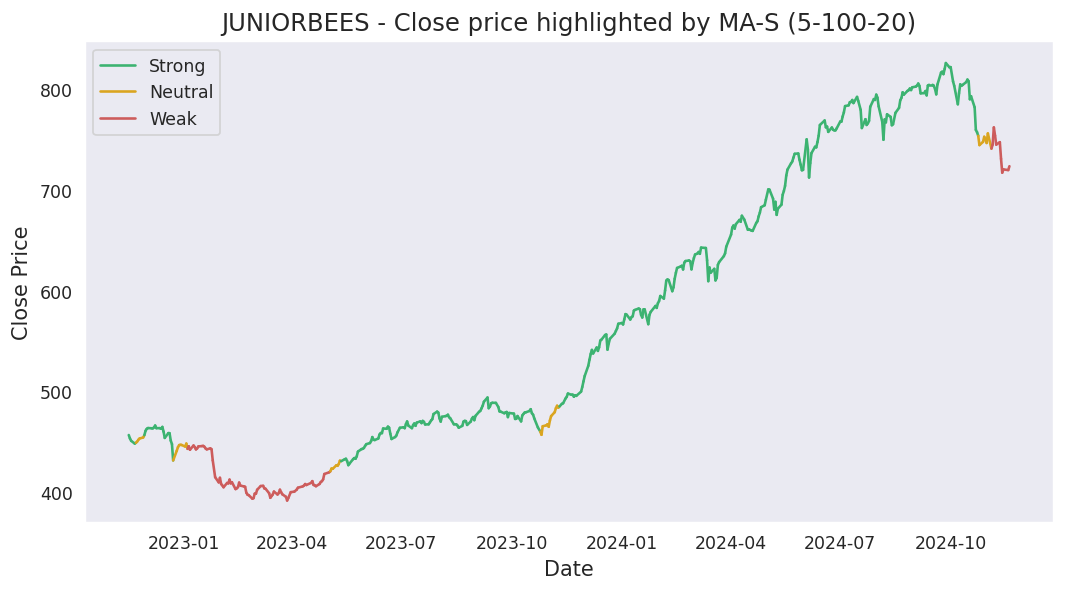 JUNIORBEES - Close price highlighted by MA-S (5-100-20)
Strong
Neutral
Weak
Close Price
800
700
600
500
400
2023-01 2023-04 2023-07 2023-10 2024-01 2024-04 2024-07 2024-10
Date